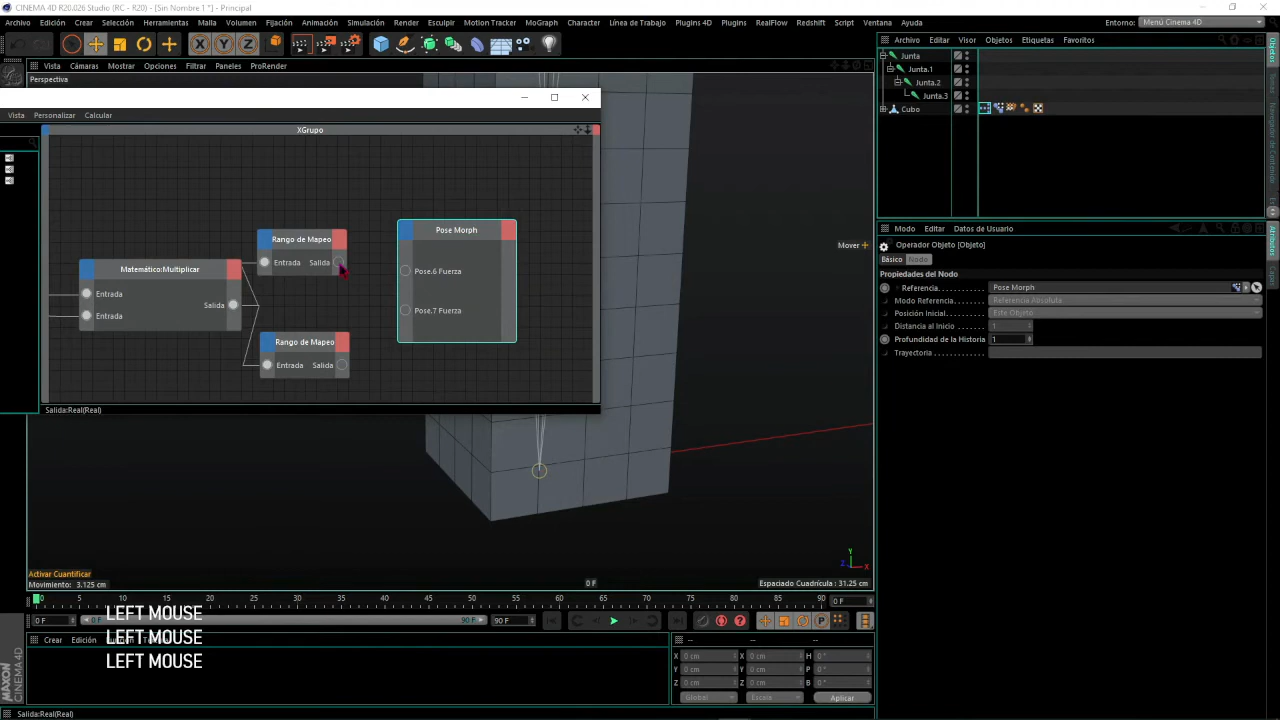 CINEMA 4D R20.026 Studio (RC - R20) - [Sin Nombre 1 *] - Principal
Archivo Edición Crear Selección Herramientas Malla Volumen Fijación Animación Simulación Render Esculpir Motion Tracker MoGraph Character Línea de Trabajo Plugins 4D Plugins RealFlow Redshift Script Ventana Ayuda Entorno: Menú Cinema 4D
X Y Z
Vista Cámaras Mostrar Opciones Filtrar Paneles ProRender
Perspectiva
Vista Personalizar Calcular
XGrupo
Rango de Mapeo
Entrada Salida
Matemático:Multiplicar
Entrada
Salida
Entrada
Rango de Mapeo
Entrada Salida
Pose Morph
Pose.6 Fuerza
Pose.7 Fuerza
Salida:Real(Real)
Archivo Editar Visor Objetos Etiquetas Favoritos
Junta
Junta.1
Junta.2
Junta.3
Cubo
Objetos
Atributos
Capas
Modo Editar Datos de Usuario
Mover
Operador Objeto [Objeto]
Básico Nodo
Propiedades del Nodo
Referencia Pose Morph
Modo Referencia Referencia Absoluta
Posición Inicial Este Objeto
Distancia al Inicio 1
Profundidad de la Historia 1
Trayectoria
Y
X
Z
Activar Cuantificar
Movimiento: 3.125 cm
0 F
Espaciado Cuadrícula : 31.25 cm
0 5 10 15 20 25 30 35 40 45 50 55 60 65 70 75 80 85 90 0 F
0 F 0 F 90 F 90 F
LEFT MOUSE
LEFT MOUSE
LEFT MOUSE
Crear Edición
-- -- --
X 0 cm X 0 cm H 0 °
Y 0 cm Y 0 cm P 0 °
Z 0 cm Z 0 cm B 0 °
Global Escala Aplicar
MAXON CINEMA 4D
Salida:Real(Real)